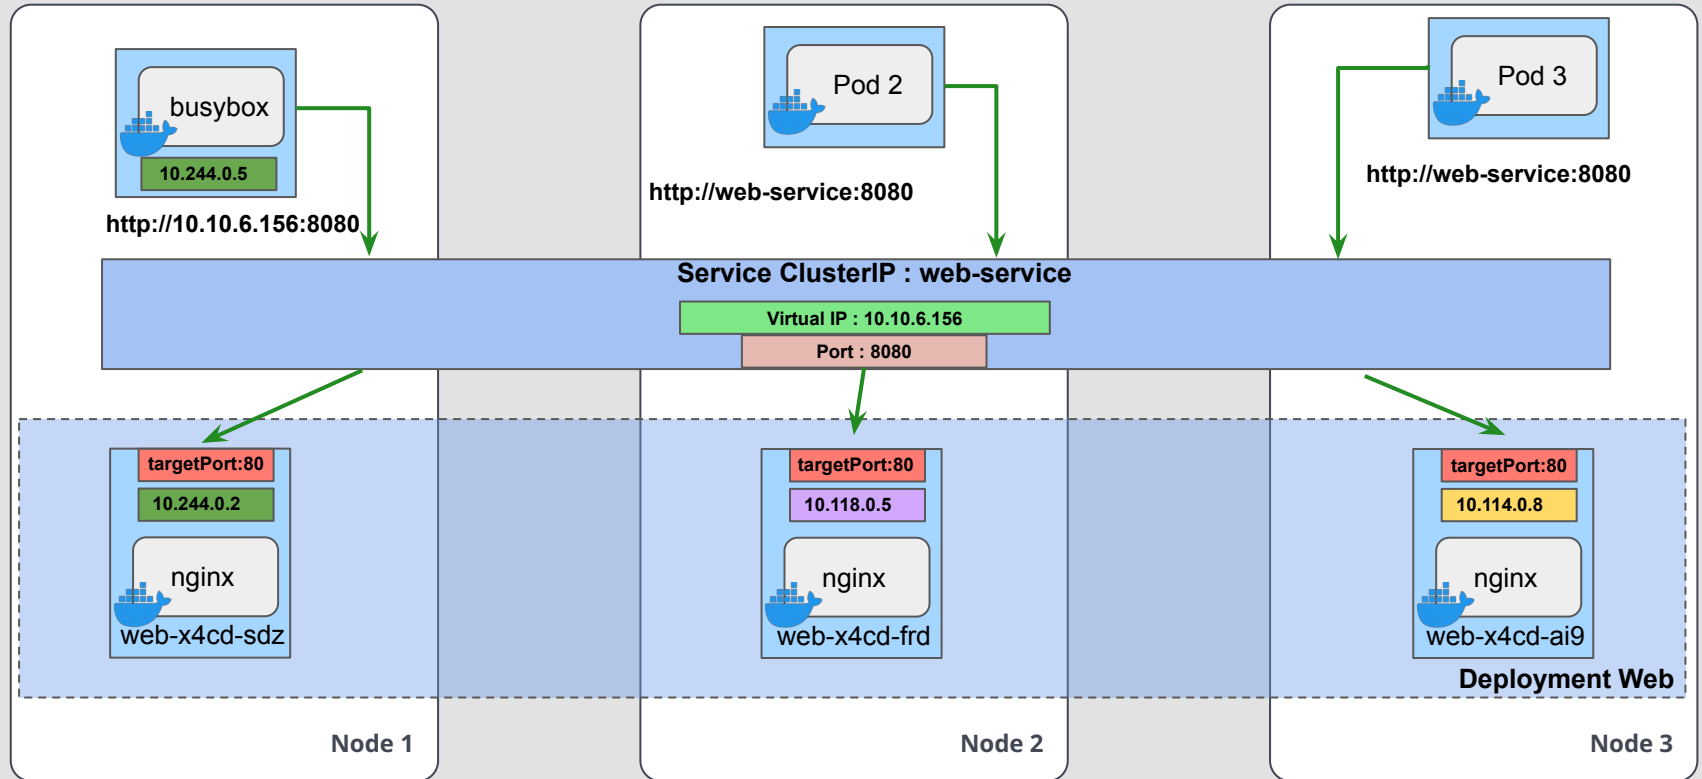 busybox
10.244.0.5
http://10.10.6.156:8080
Pod 2
http://web-service:8080
Pod 3
http://web-service:8080
Service ClusterIP : web-service
Virtual IP : 10.10.6.156
Port : 8080
targetPort:80
10.244.0.2
nginx
web-x4cd-sdz
targetPort:80
10.118.0.5
nginx
web-x4cd-frd
targetPort:80
10.114.0.8
nginx
web-x4cd-ai9
Deployment Web
Node 1
Node 2
Node 3